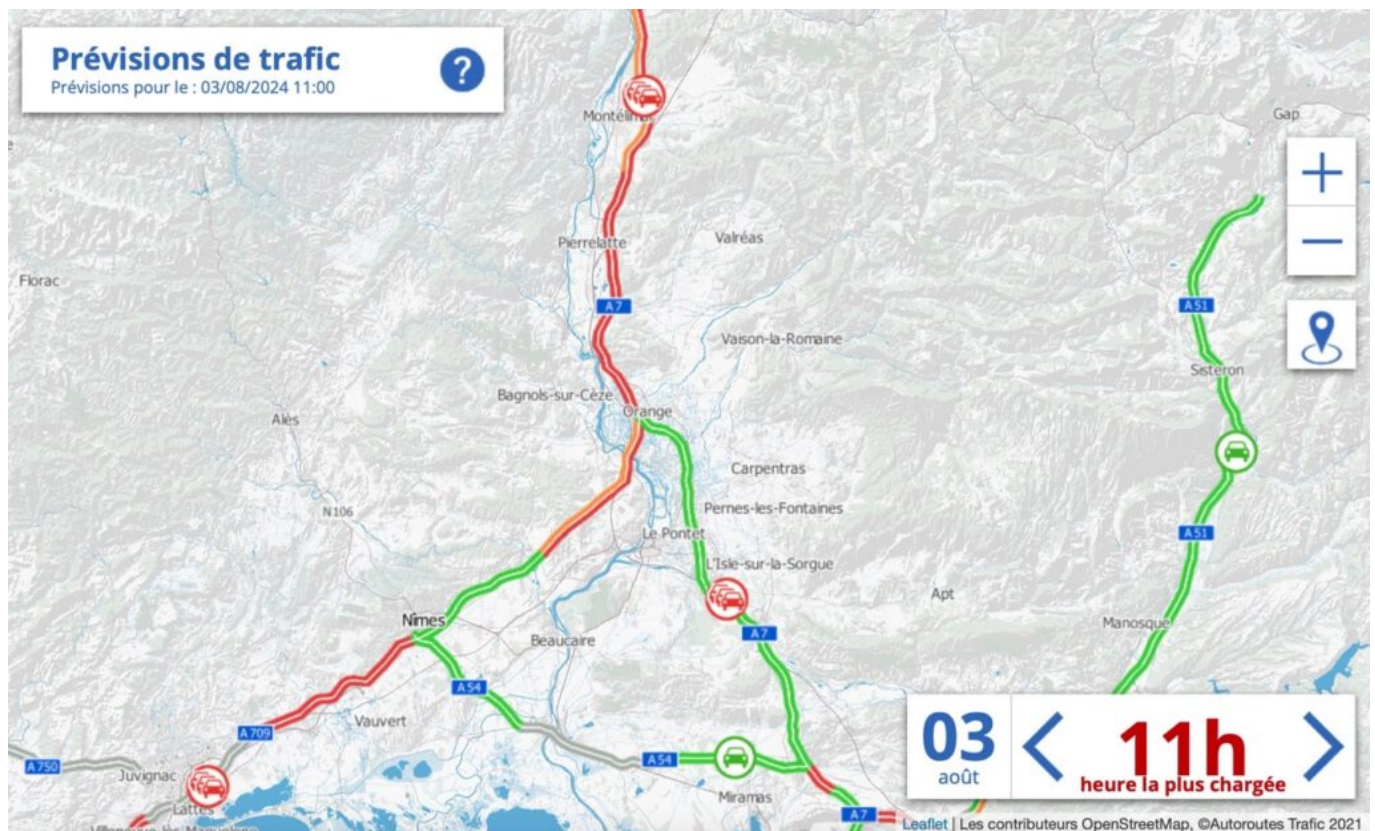 Prévisions de trafic
Prévisions pour le : 03/08/2024 11:00
?
Gap
Pierrelatte
Valréas
Florac
A7
A51
Vaison-la-Romaine
Sisteron
Bagnols-sur-Cèze
Orange
Alès
Carpentras
N106
Pernes-les-Fontaines
Le Pontet
A51
L'Isle-sur-la-Sorgue
Apt
Nîmes
Manosque
A7
Beaucaire
A54
Vauvert
A709
03
août
11h
heure la plus chargée
A750
Juvignac
A54
Lattes
Miramas
A7
Leaflet | Les contributeurs OpenStreetMap, ©Autoroutes Trafic 2021